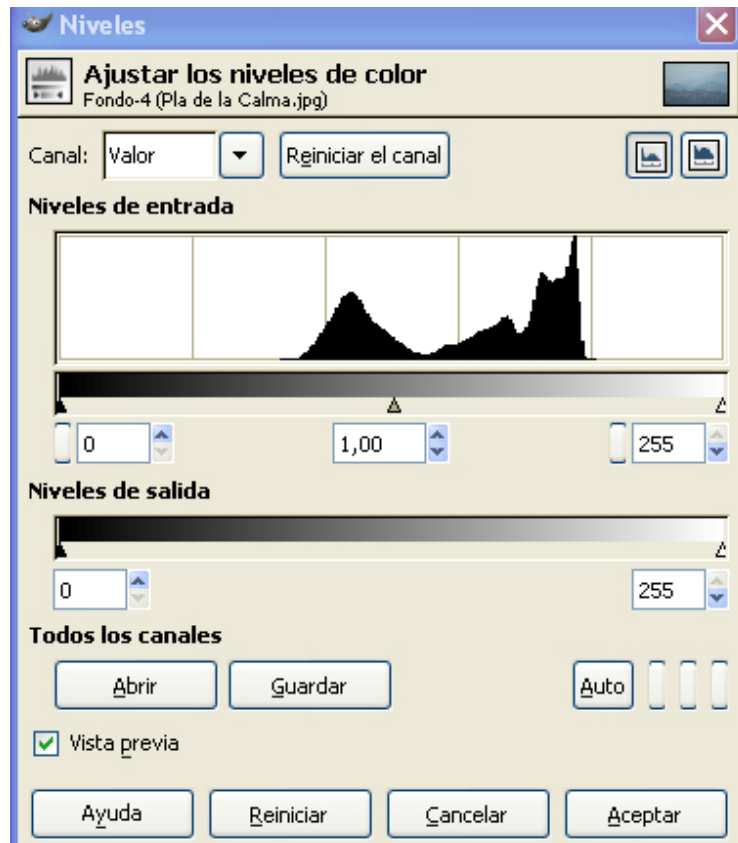 Niveles
Ajustar los niveles de color
Fondo-4 (Pla de la Calma.jpg)
Canal: Valor Reiniciar el canal
Niveles de entrada
0 1,00 255
Niveles de salida
0 255
Todos los canales
Abrir Guardar Auto
Vista previa
Ayuda Reiniciar Cancelar Aceptar